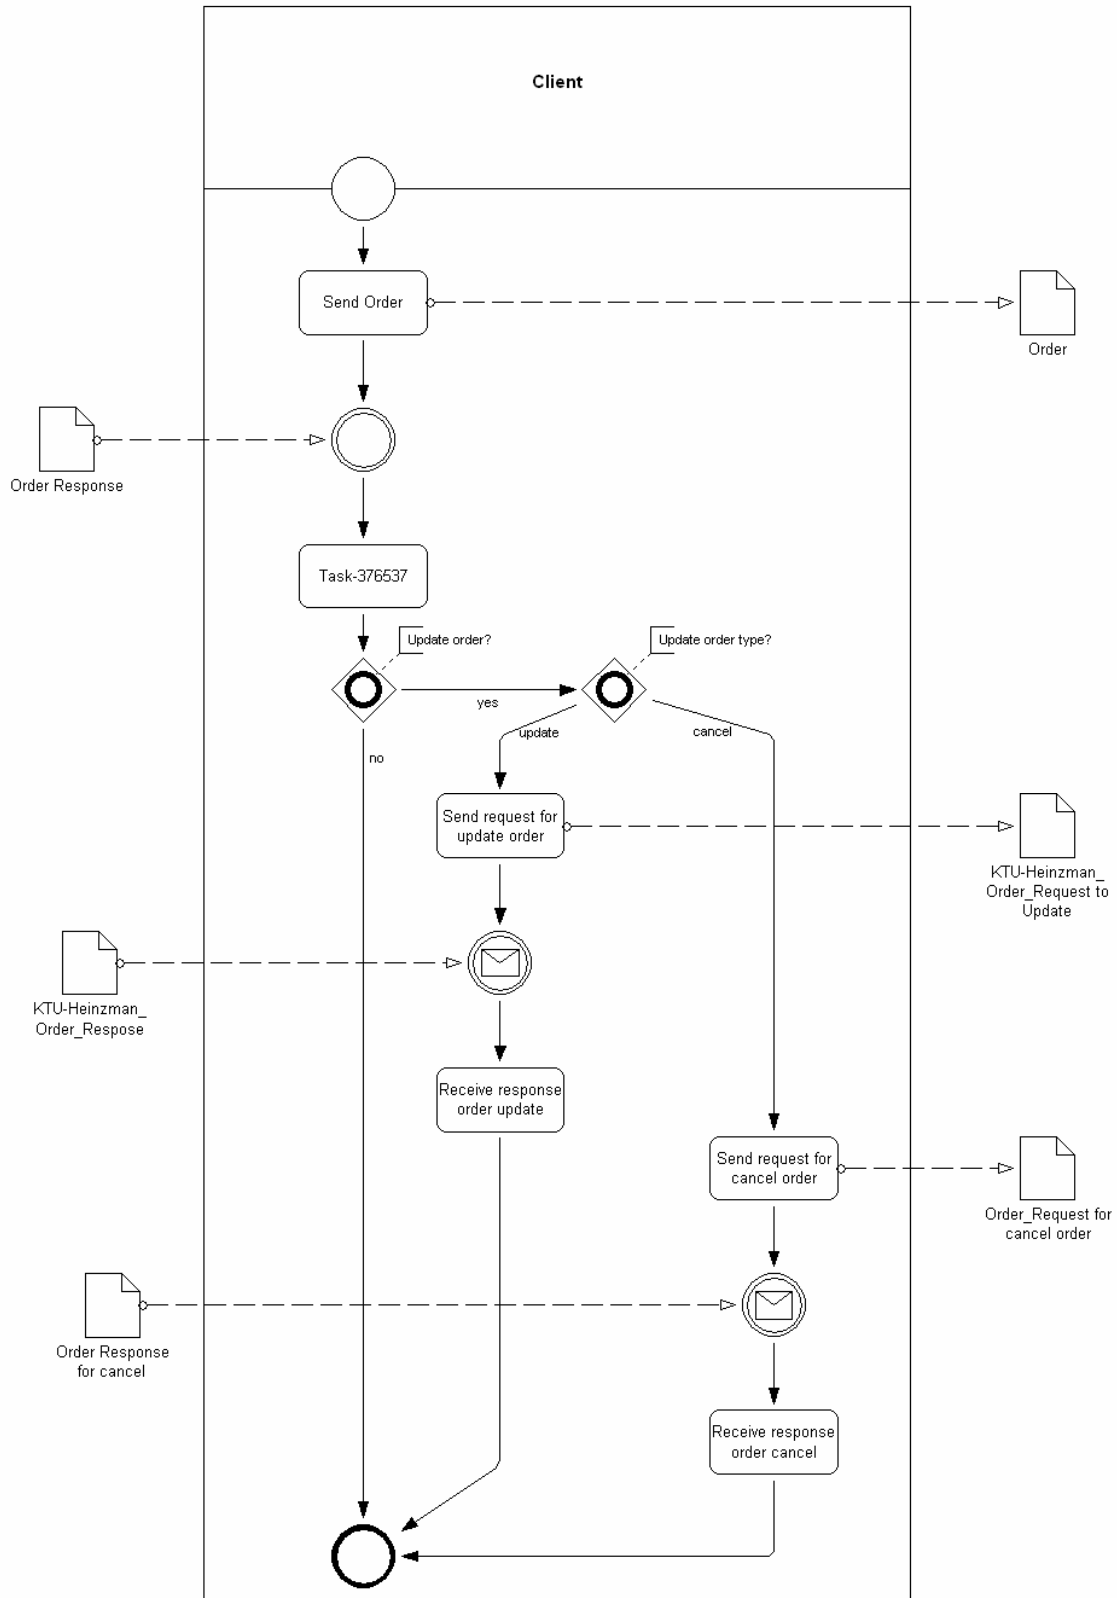 Client
Send Order
Order
Order Response
Task-376537
Update order?
Update order type?
yes
update
cancel
no
Send request for
update order
KTU-Heinzman_
Order_Request to
Update
KTU-Heinzman_
Order_Respose
Receive response
order update
Send request for
cancel order
Order_Request for
cancel order
Order Response
for cancel
Receive response
order cancel